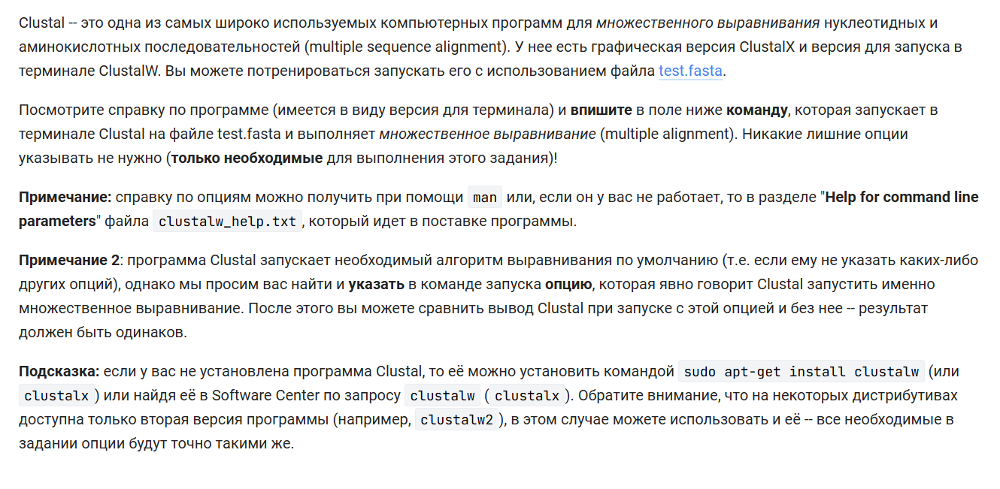 Clustal -- это одна из самых широко используемых компьютерных программ для множественного выравнивания нуклеотидных и
аминокислотных последовательностей (multiple sequence alignment). У нее есть графическая версия ClustalX и версия для запуска в
терминале ClustalW. Вы можете потренироваться запускать его с использованием файла test.fasta.
Посмотрите справку по программе (имеется в виду версия для терминала) и впишите в поле ниже команду, которая запускает в
терминале Clustal на файле test.fasta и выполняет множественное выравнивание (multiple alignment). Никакие лишние опции
указывать не нужно (только необходимые для выполнения этого задания)!
Примечание: справку по опциям можно получить при помощи man или, если он у вас не работает, то в разделе "Help for command line
parameters" файла clustalw_help.txt, который идет в поставке программы.
Примечание 2: программа Clustal запускает необходимый алгоритм выравнивания по умолчанию (т.е. если ему не указать каких-либо
других опций), однако мы просим вас найти и указать в команде запуска опцию, которая явно говорит Clustal запустить именно
множественное выравнивание. После этого вы можете сравнить вывод Clustal при запуске с этой опцией и без нее -- результат
должен быть одинаков.
Подсказка: если у вас не установлена программа Clustal, то её можно установить командой sudo apt-get install clustalw (или
clustalx) или найдя её в Software Center по запросу clustalw (clustalx). Обратите внимание, что на некоторых дистрибутивах
доступна только вторая версия программы (например, clustalw2), в этом случае можете использовать и её -- все необходимые в
задании опции будут точно такими же.